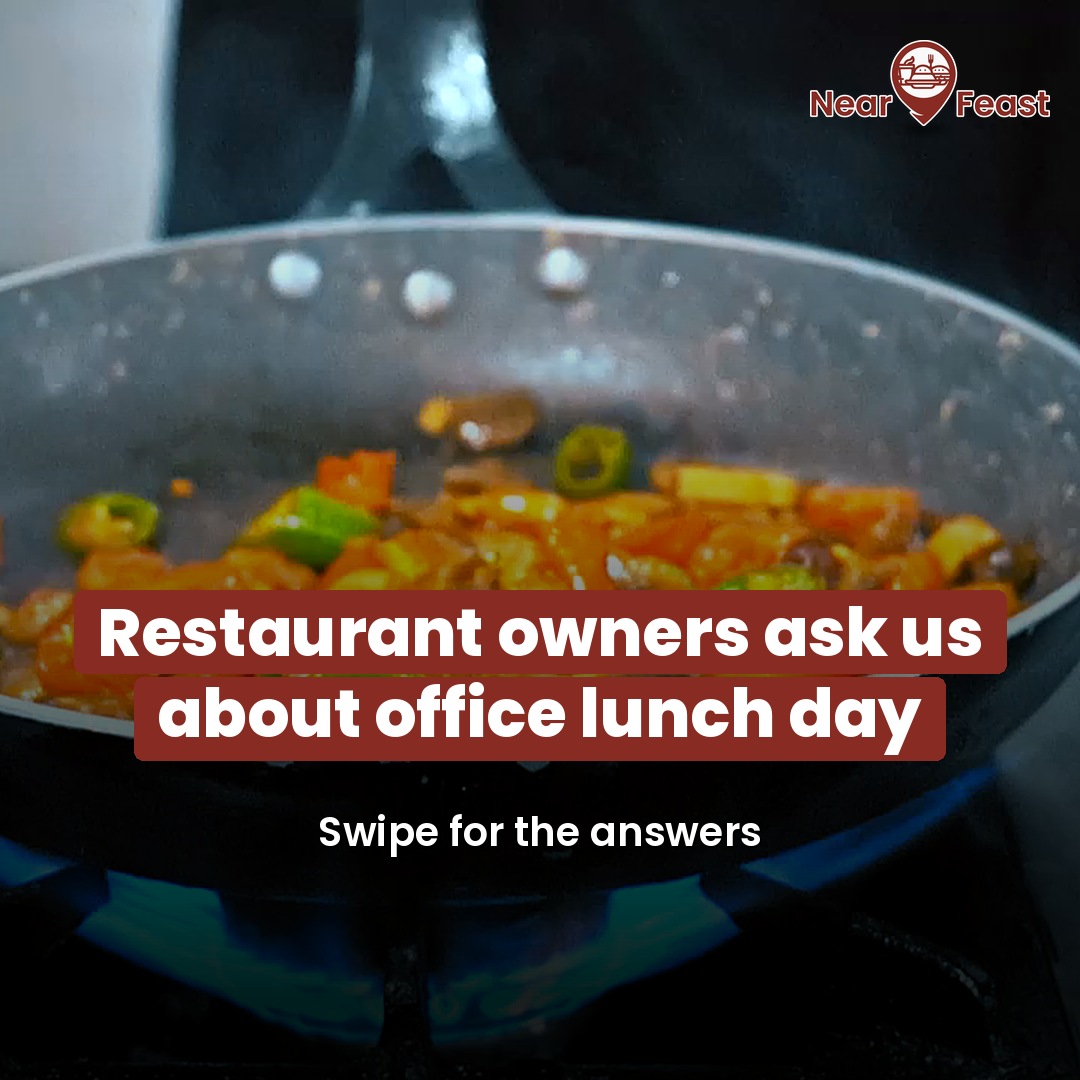 Near Feast
Restaurant owners ask us
about office lunch day
Swipe for the answers